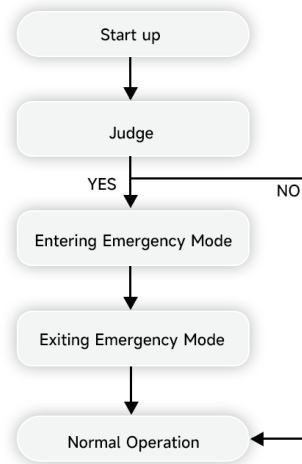 Start up
Judge
YES
NO
Entering Emergency Mode
Exiting Emergency Mode
Normal Operation